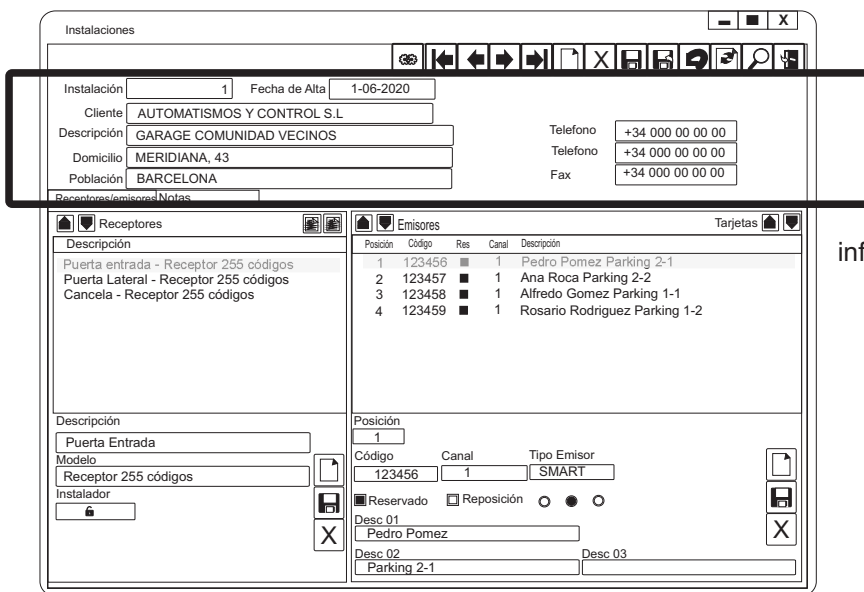 Instalaciones
X
X
Instalación 1 Fecha de Alta 1-06-2020
Cliente AUTOMATISMOS Y CONTROL S.L
Descripción GARAGE COMUNIDAD VECINOS
Domicilio MERIDIANA, 43
Población BARCELONA
Telefono +34 000 00 00 00
Telefono +34 000 00 00 00
Fax +34 000 00 00 00
Receptores/emisores Notas
Receptores
Descripción
Puerta entrada - Receptor 255 códigos
Puerta Lateral - Receptor 255 códigos
Cancela - Receptor 255 códigos
Descripción
Puerta Entrada
Modelo
Receptor 255 códigos
Instalador
X
Emisores Tarjetas
Posición Código Res Canal Descripción
1 123456 1 Pedro Pomez Parking 2-1
2 123457 1 Ana Roca Parking 2-2
3 123458 1 Alfredo Gomez Parking 1-1
4 123459 1 Rosario Rodriguez Parking 1-2
Posición
1
Código Canal Tipo Emisor
123456 1 SMART
Reservado Reposición
Desc 01
Pedro Pomez
Desc 02 Desc 03
Parking 2-1
X
inf